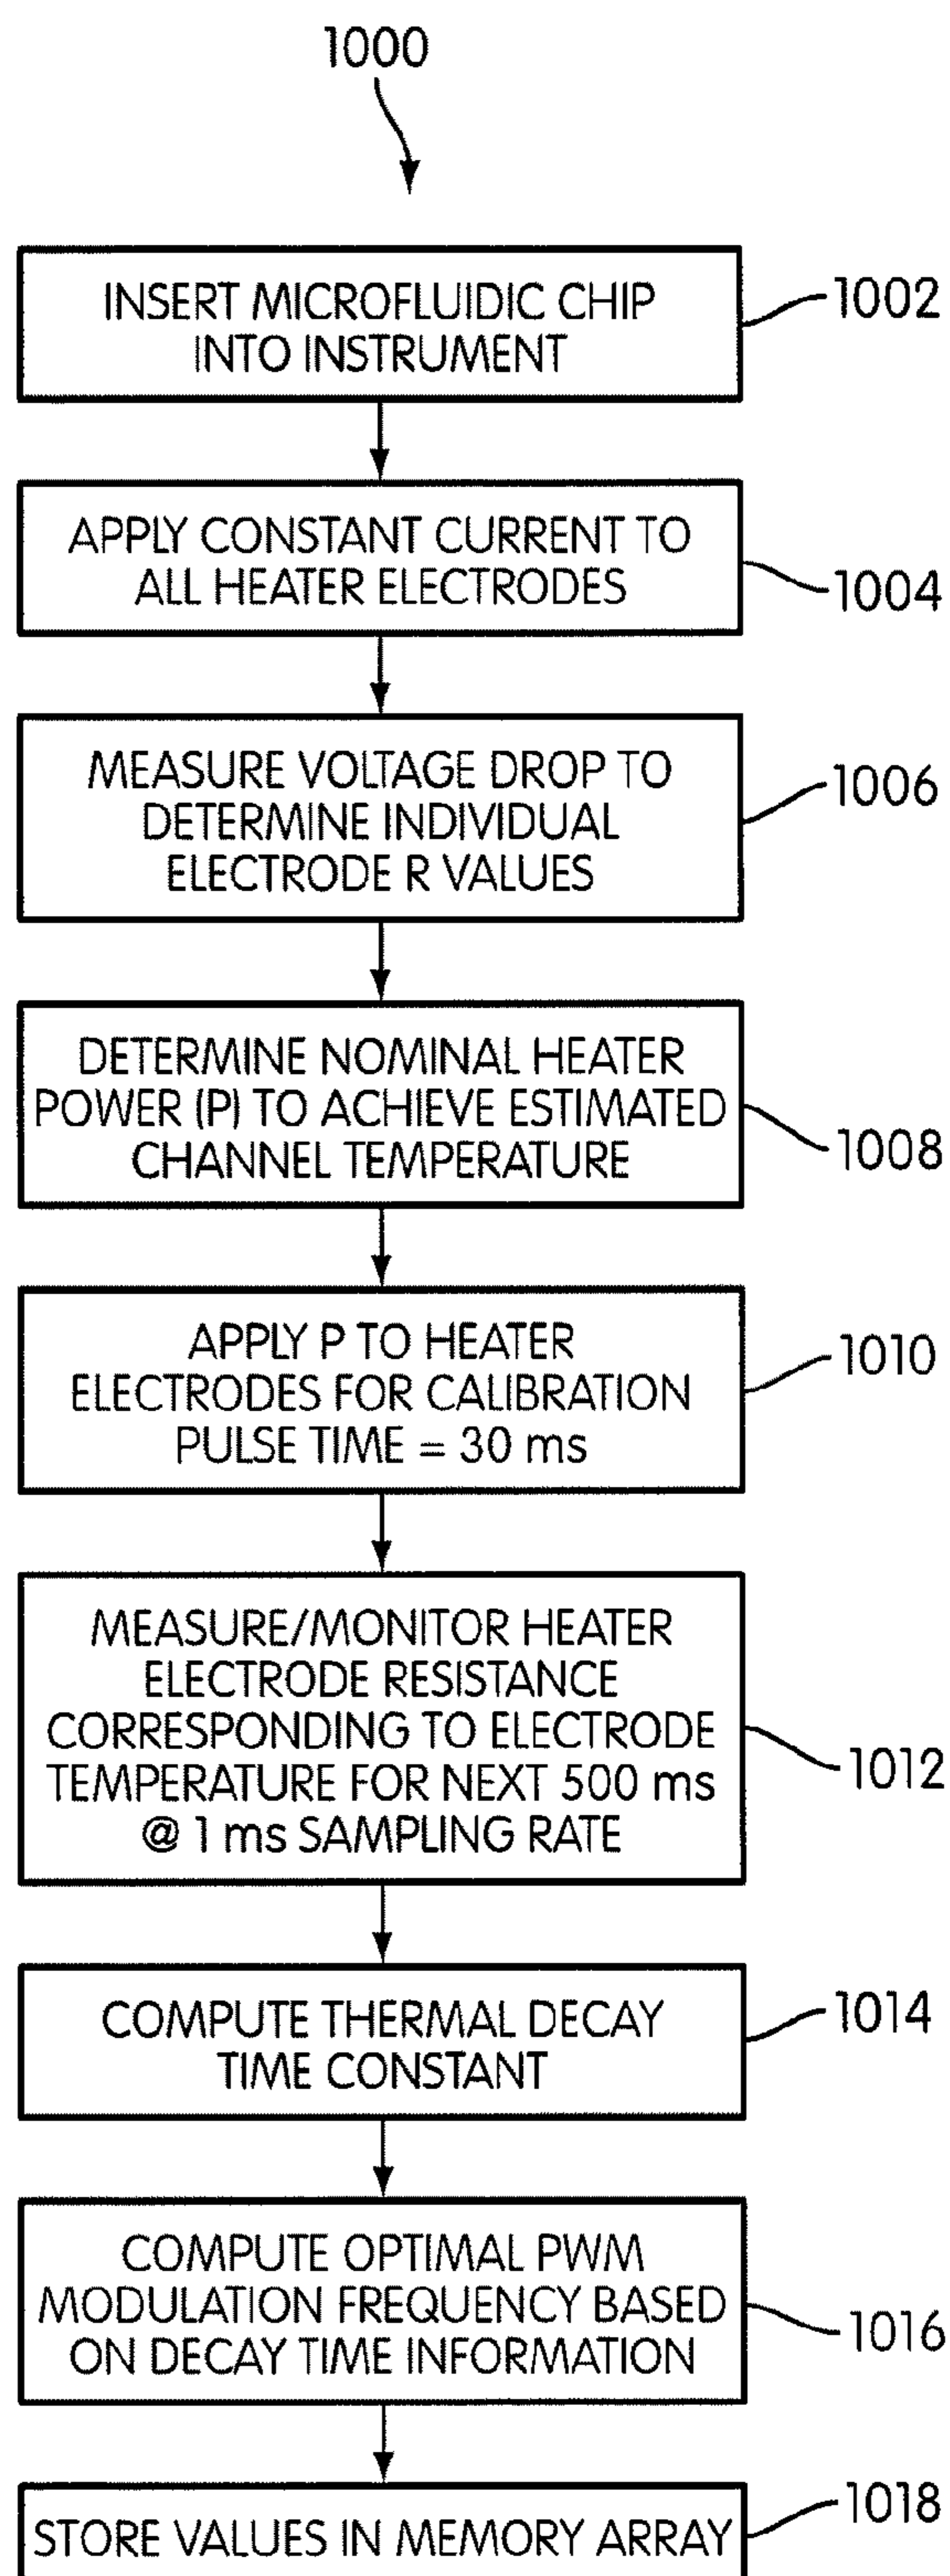 1000
INSERT MICROFLUIDIC CHIP
INTO INSTRUMENT
1002
APPLY CONSTANT CURRENT TO
ALL HEATER ELECTRODES
1004
MEASURE VOLTAGE DROP TO
DETERMINE INDIVIDUAL
ELECTRODE R VALUES
1006
DETERMINE NOMINAL HEATER
POWER (P) TO ACHIEVE ESTIMATED
CHANNEL TEMPERATURE
1008
APPLY P TO HEATER
ELECTRODES FOR CALIBRATION
PULSE TIME = 30 ms
1010
MEASURE/MONITOR HEATER
ELECTRODE RESISTANCE
CORRESPONDING TO ELECTRODE
TEMPERATURE FOR NEXT 500 ms
@ 1 ms SAMPLING RATE
1012
COMPUTE THERMAL DECAY
TIME CONSTANT
1014
COMPUTE OPTIMAL PWM
MODULATION FREQUENCY BASED
ON DECAY TIME INFORMATION
1016
STORE VALUES IN MEMORY ARRAY
1018